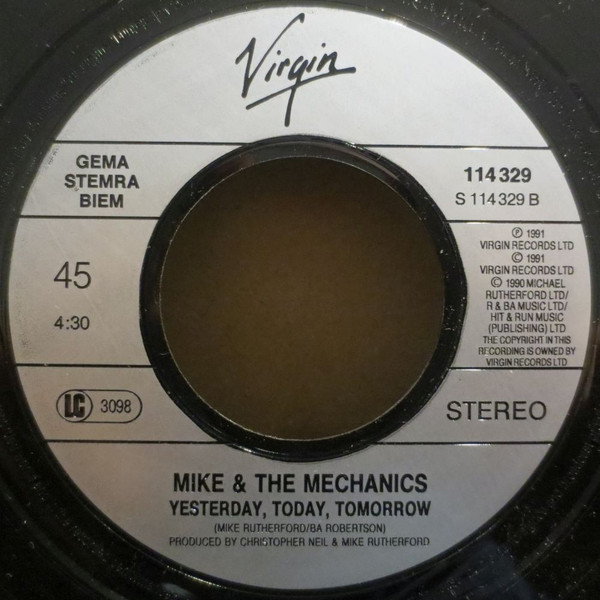 Virgin
GEMA
STEMRA
BIEM
114 329
S 114 329 B
45
4:30
℗ 1991
VIRGIN RECORDS LTD
© 1991
VIRGIN RECORDS LTD
© 1990 MICHAEL
RUTHERFORD LTD/
R & BA MUSIC LTD/
HIT & RUN MUSIC
(PUBLISHING) LTD
THE COPYRIGHT IN THIS
RECORDING IS OWNED BY
VIRGIN RECORDS LTD
LC 3098
STEREO
MIKE & THE MECHANICS
YESTERDAY, TODAY, TOMORROW
(MIKE RUTHERFORD/BA ROBERTSON)
PRODUCED BY CHRISTOPHER NEIL & MIKE RUTHERFORD